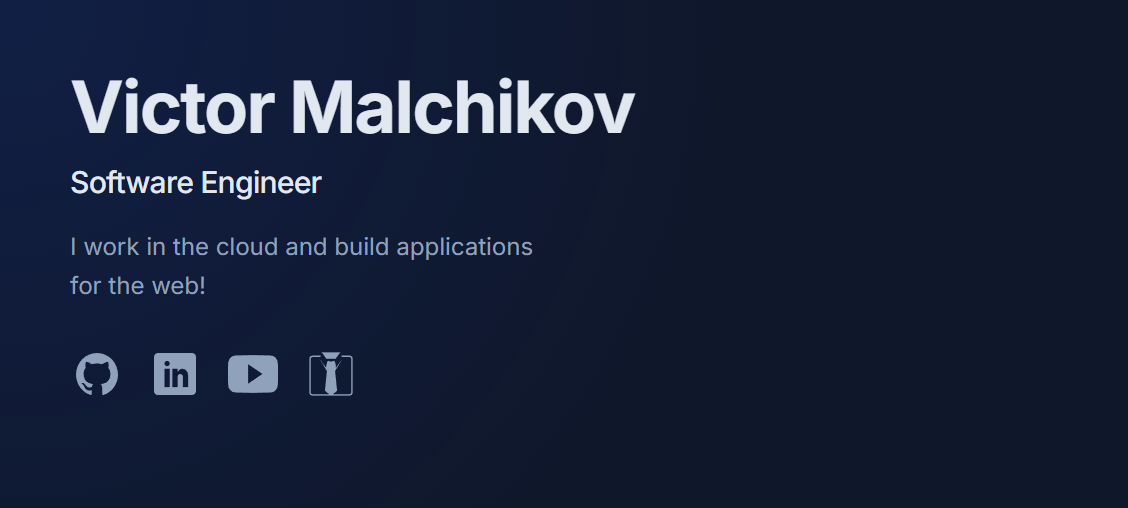 Victor Malchikov
Software Engineer
I work in the cloud and build applications
for the web!
in